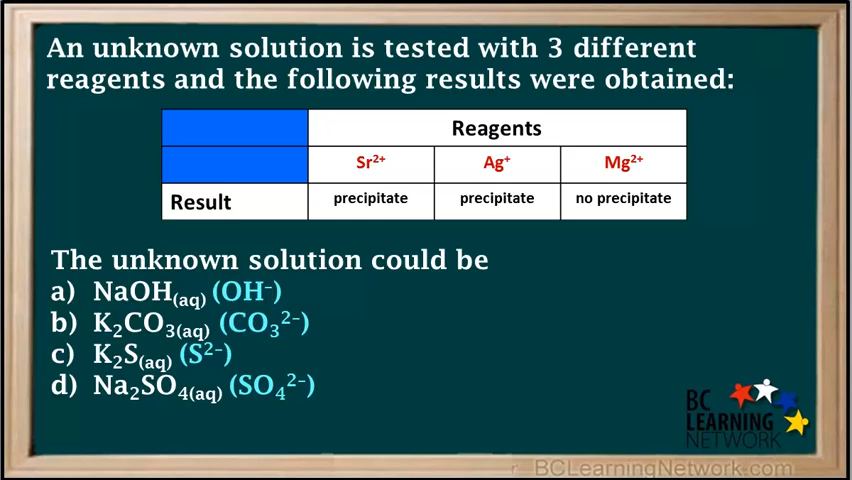 An unknown solution is tested with 3 different
reagents and the following results were obtained:
Reagents
Sr²⁺ Ag⁺ Mg²⁺
Result precipitate precipitate no precipitate
The unknown solution could be
a) NaOH(aq) (OH⁻)
b) K₂CO₃(aq) (CO₃²⁻)
c) K₂S(aq) (S²⁻)
d) Na₂SO₄(aq) (SO₄²⁻)
BC
LEARNING
NETWORK
BCLearningNetwork.com